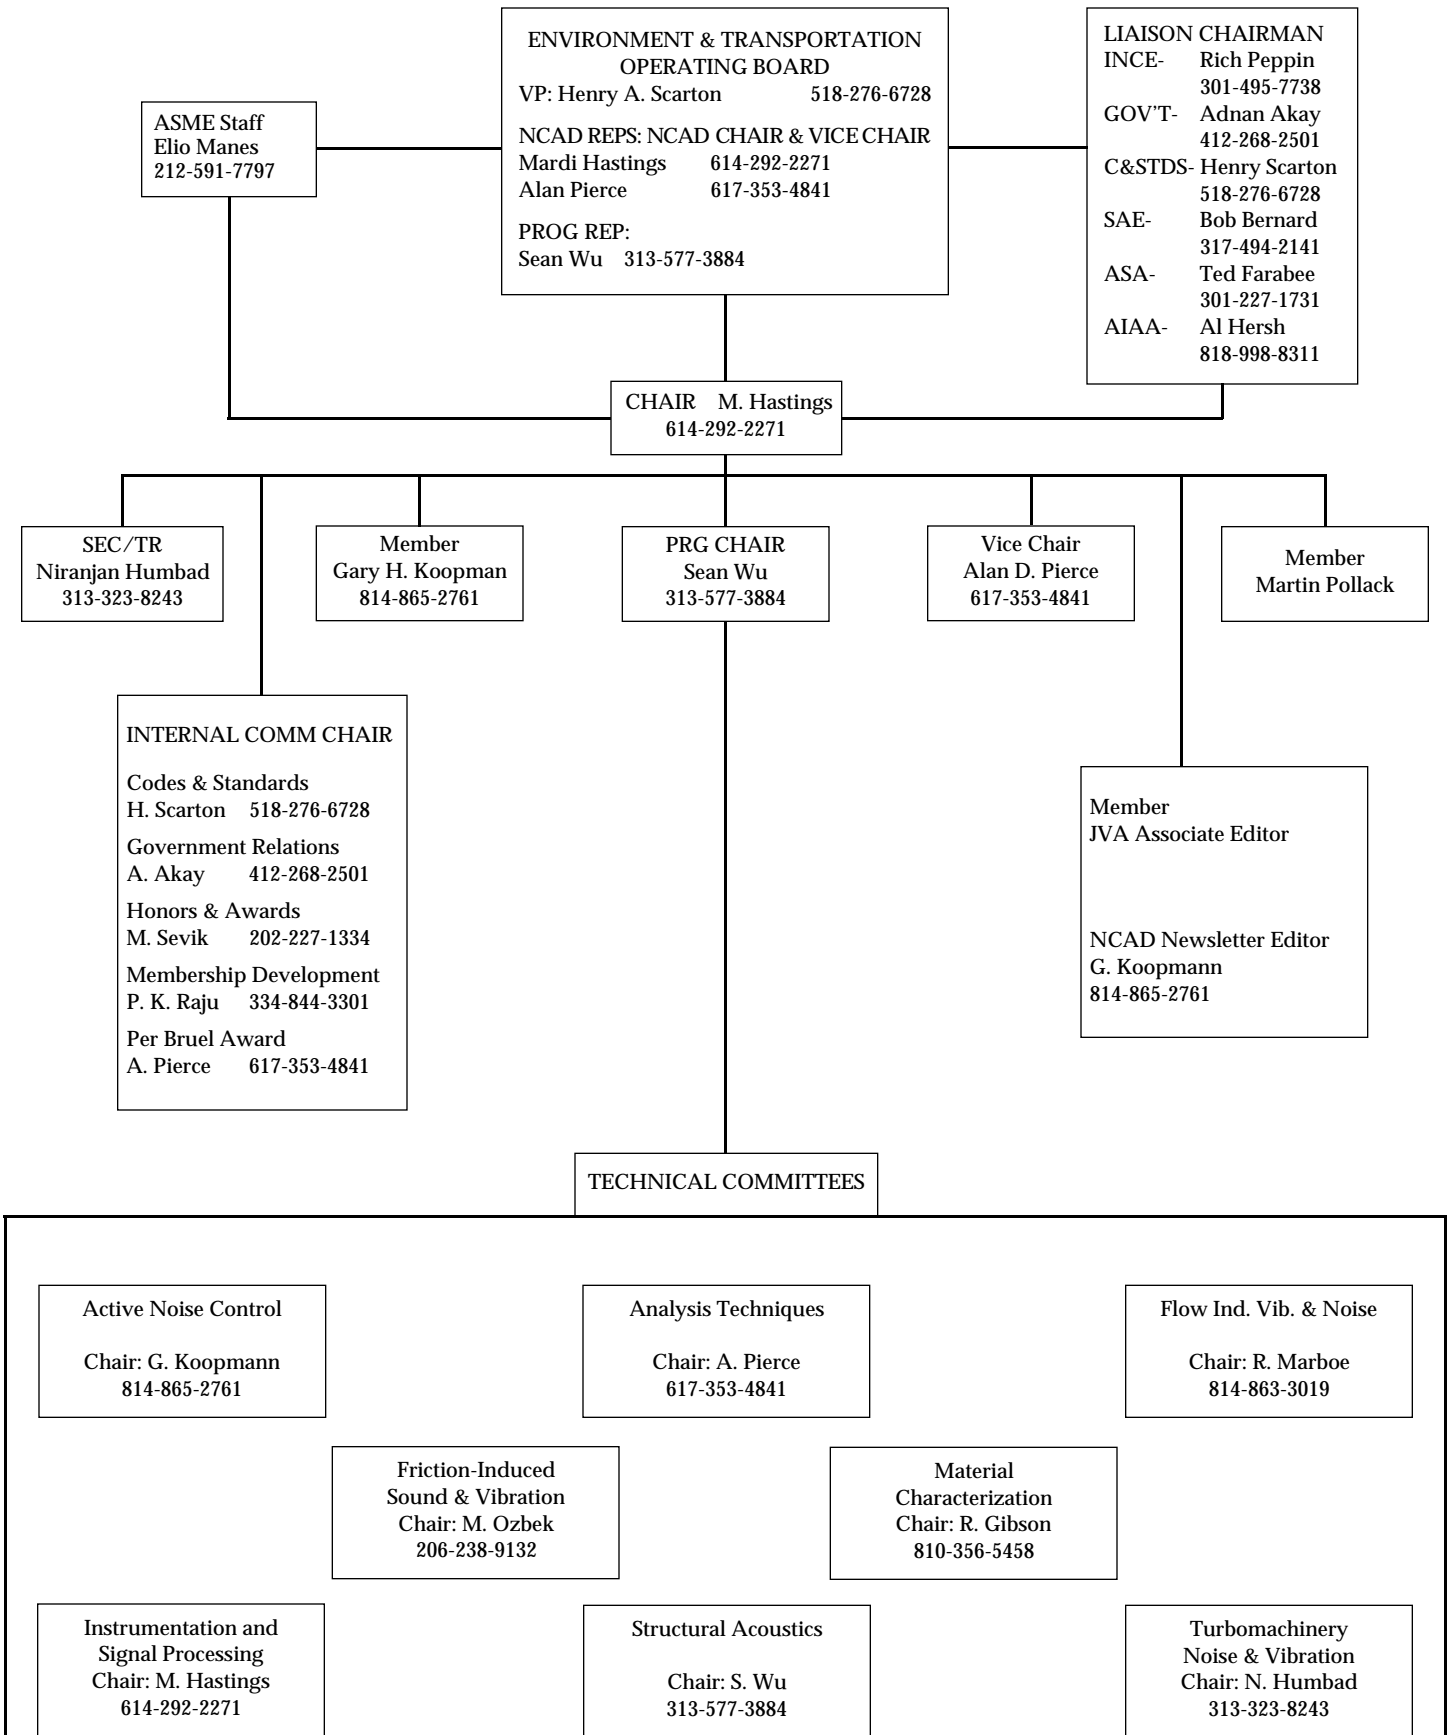 ENVIRONMENT & TRANSPORTATION
OPERATING BOARD
VP: Henry A. Scarton 518-276-6728
NCAD REPS: NCAD CHAIR & VICE CHAIR
Mardi Hastings 614-292-2271
Alan Pierce 617-353-4841
PROG REP:
Sean Wu 313-577-3884
LIAISON CHAIRMAN
INCE- Rich Peppin
301-495-7738
GOV'T- Adnan Akay
412-268-2501
C&STDS- Henry Scarton
518-276-6728
SAE- Bob Bernard
317-494-2141
ASA- Ted Farabee
301-227-1731
AIAA- Al Hersh
818-998-8311
ASME Staff
Elio Manes
212-591-7797
CHAIR M. Hastings
614-292-2271
SEC/TR
Niranjan Humbad
313-323-8243
Member
Gary H. Koopman
814-865-2761
PRG CHAIR
Sean Wu
313-577-3884
Vice Chair
Alan D. Pierce
617-353-4841
Member
Martin Pollack
INTERNAL COMM CHAIR
Codes & Standards
H. Scarton 518-276-6728
Government Relations
A. Akay 412-268-2501
Honors & Awards
M. Sevik 202-227-1334
Membership Development
P. K. Raju 334-844-3301
Per Bruel Award
A. Pierce 617-353-4841
Member
JVA Associate Editor
NCAD Newsletter Editor
G. Koopmann
814-865-2761
TECHNICAL COMMITTEES
Active Noise Control
Chair: G. Koopmann
814-865-2761
Analysis Techniques
Chair: A. Pierce
617-353-4841
Flow Ind. Vib. & Noise
Chair: R. Marboe
814-863-3019
Friction-Induced
Sound & Vibration
Chair: M. Ozbek
206-238-9132
Material
Characterization
Chair: R. Gibson
810-356-5458
Instrumentation and
Signal Processing
Chair: M. Hastings
614-292-2271
Structural Acoustics
Chair: S. Wu
313-577-3884
Turbomachinery
Noise & Vibration
Chair: N. Humbad
313-323-8243